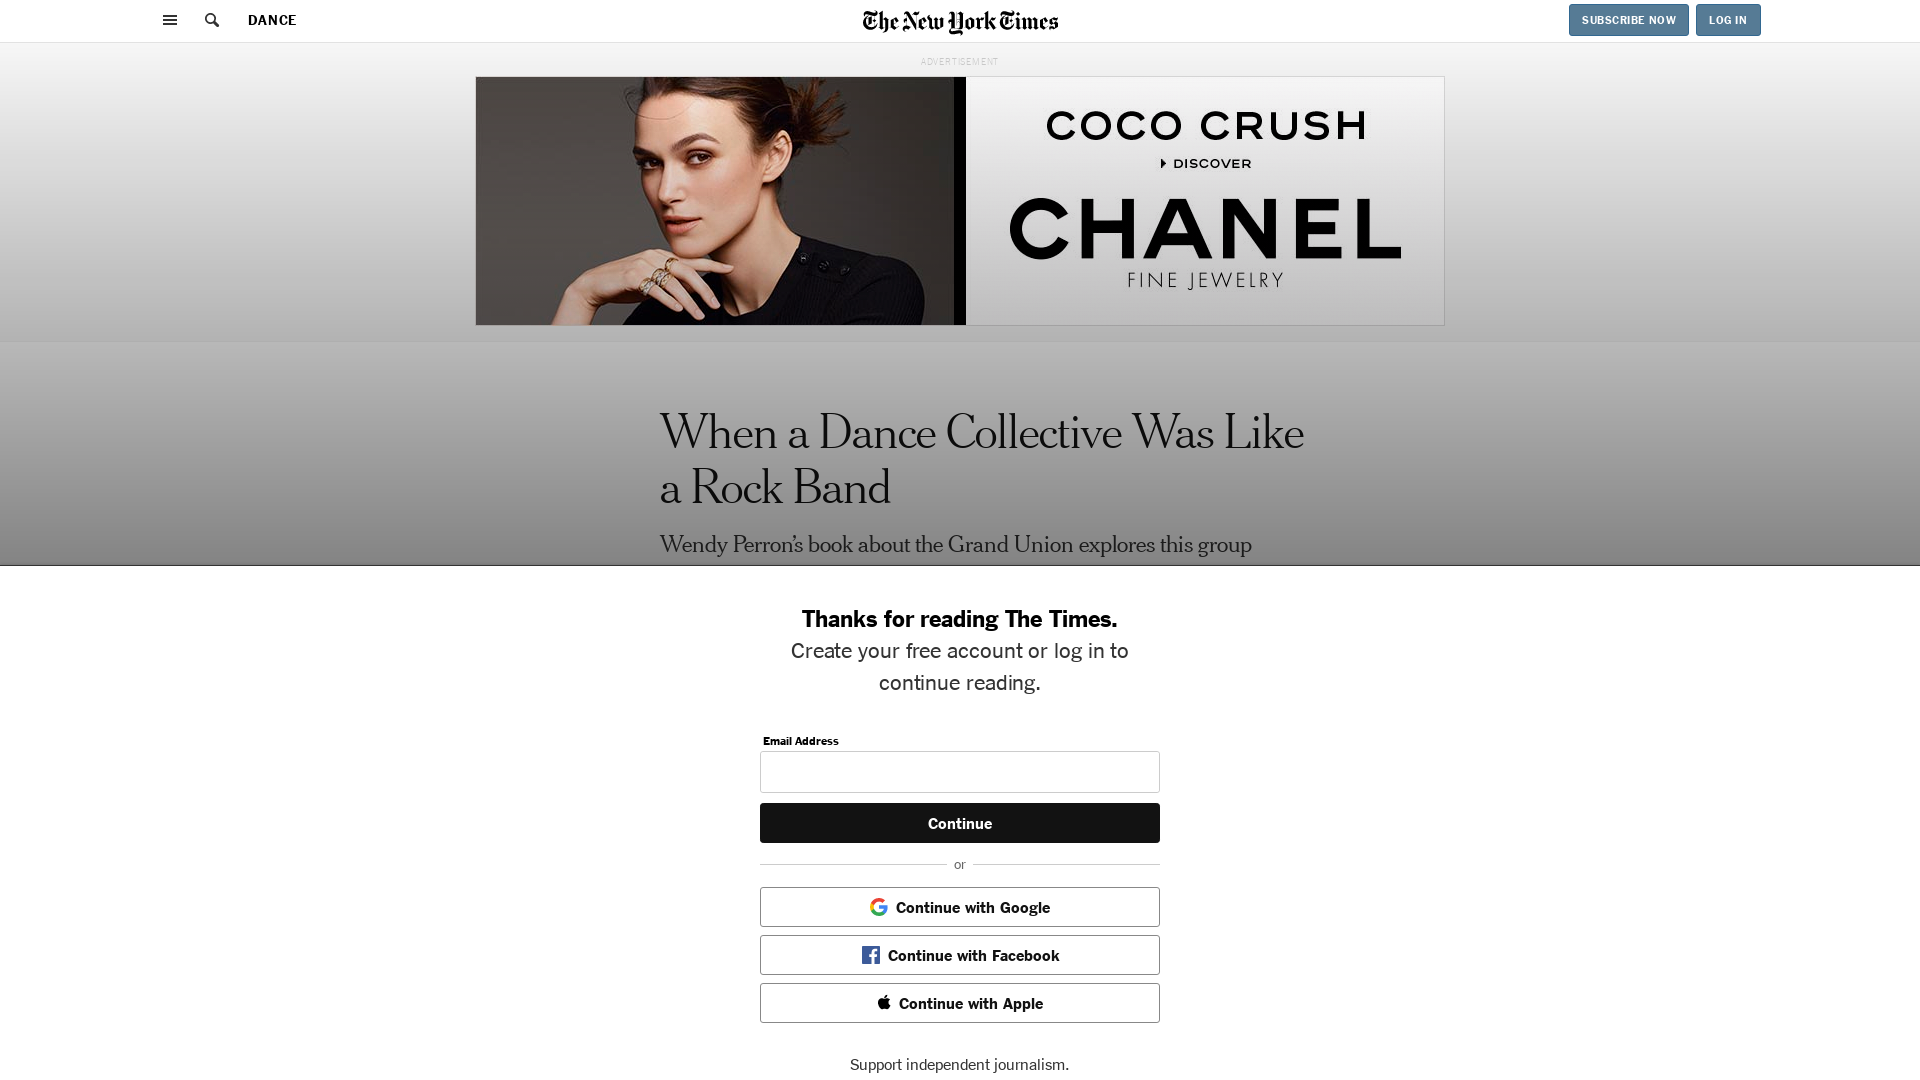 DANCE
The New York Times
SUBSCRIBE NOW
LOG IN
ADVERTISEMENT
COCO CRUSH
DISCOVER
CHANEL
FINE JEWELRY
When a Dance Collective Was Like
a Rock Band
Wendy Perron’s book about the Grand Union explores this group
Thanks for reading The Times.
Create your free account or log in to
continue reading.
Email Address
Continue
or
Continue with Google
Continue with Facebook
Continue with Apple
Support independent journalism.